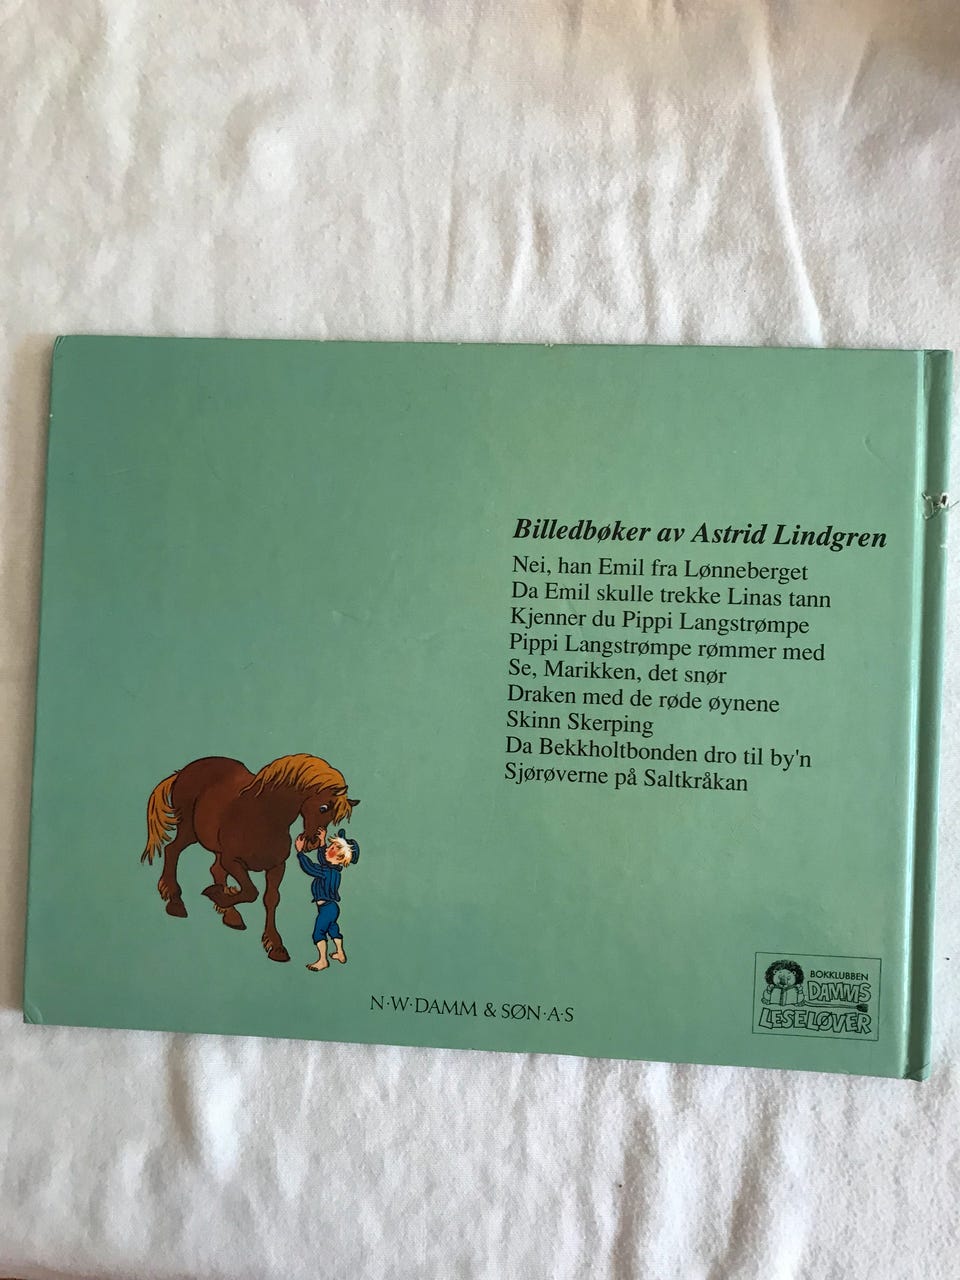 Billedbøker av Astrid Lindgren
Nei, han Emil fra Lønneberget
Da Emil skulle trekke Linas tann
Kjenner du Pippi Langstrømpe
Pippi Langstrømpe rømmer med
Se, Marikken, det snør
Draken med de røde øynene
Skinn Skerping
Da Bekkholtbonden dro til by'n
Sjørøverne på Saltkråkan
N·W·DAMM & SØN·A·S
BOKKLUBBEN
DAMMS
LESELØVER